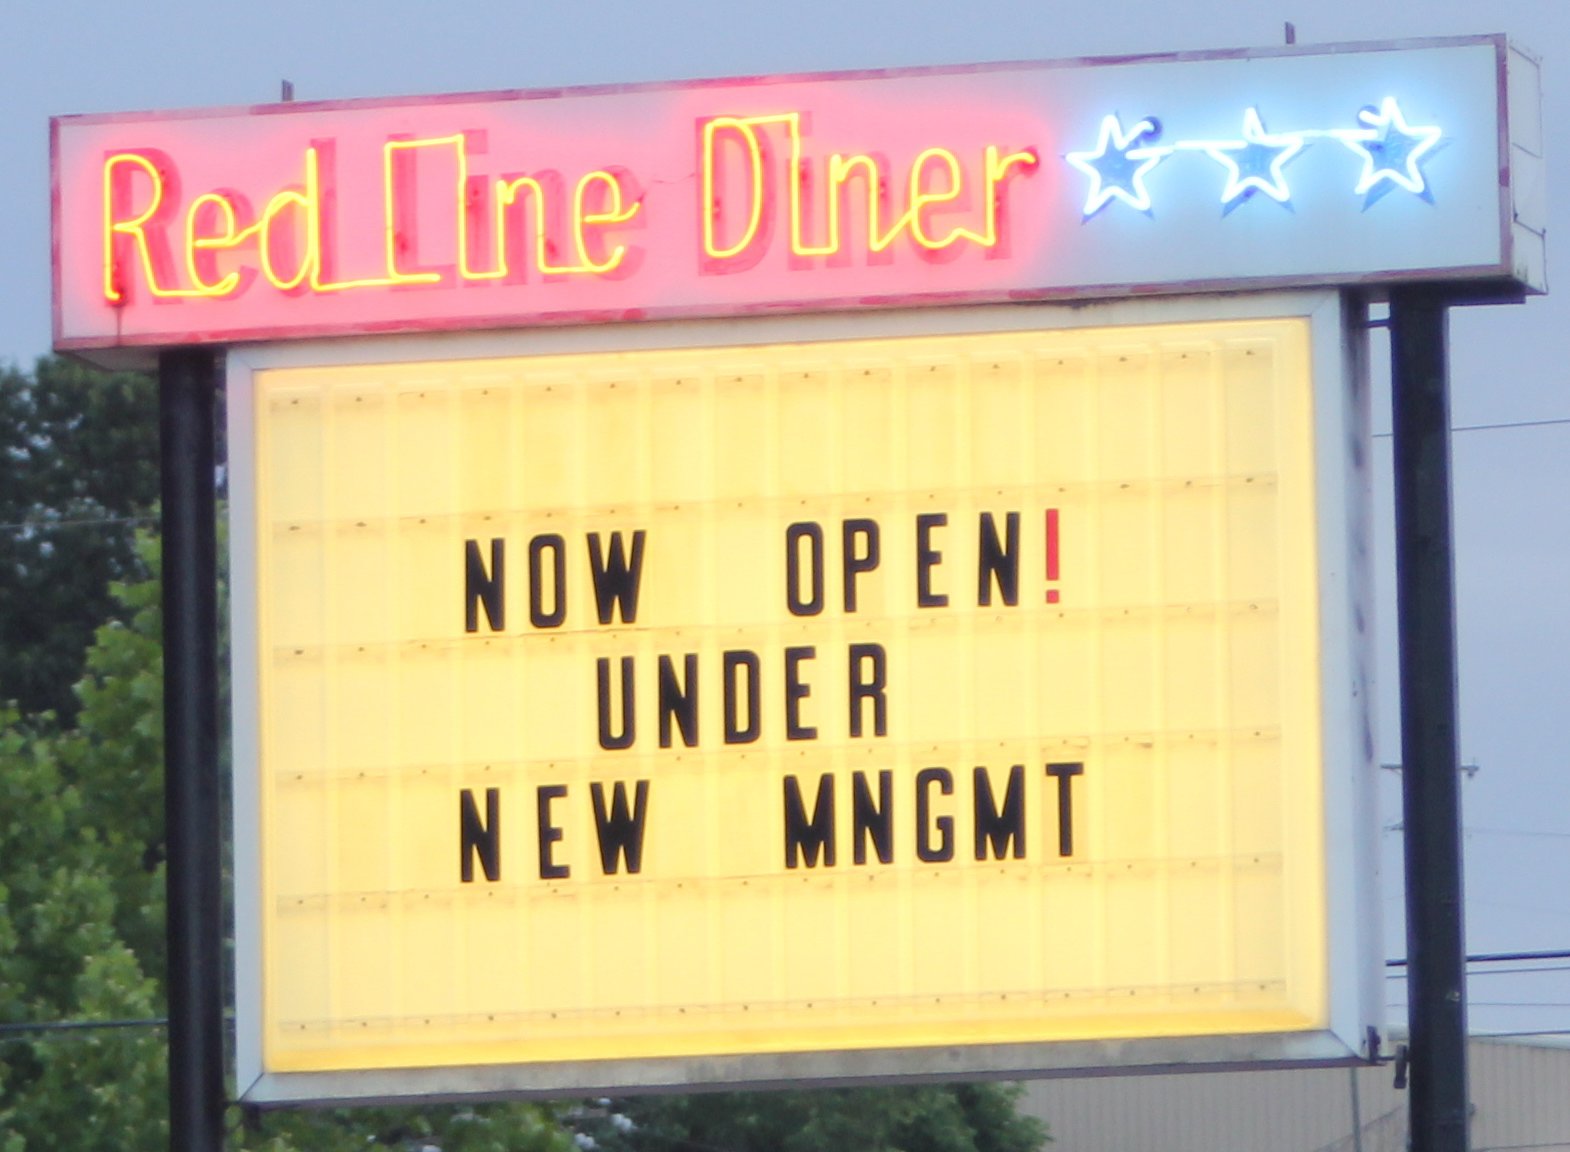 Red Line Diner
NOW OPEN!
UNDER
NEW MNGMT